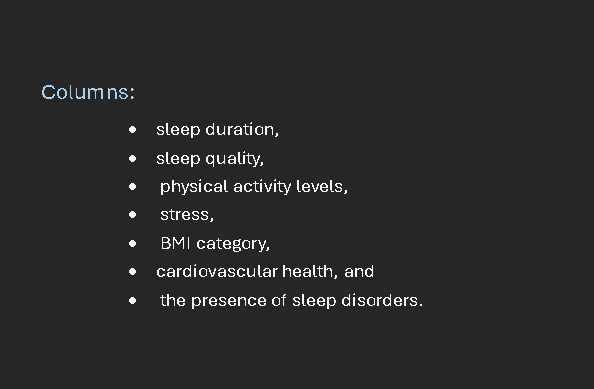 Columns:
• sleep duration,
• sleep quality,
• physical activity levels,
• stress,
• BMI category,
• cardiovascular health, and
• the presence of sleep disorders.